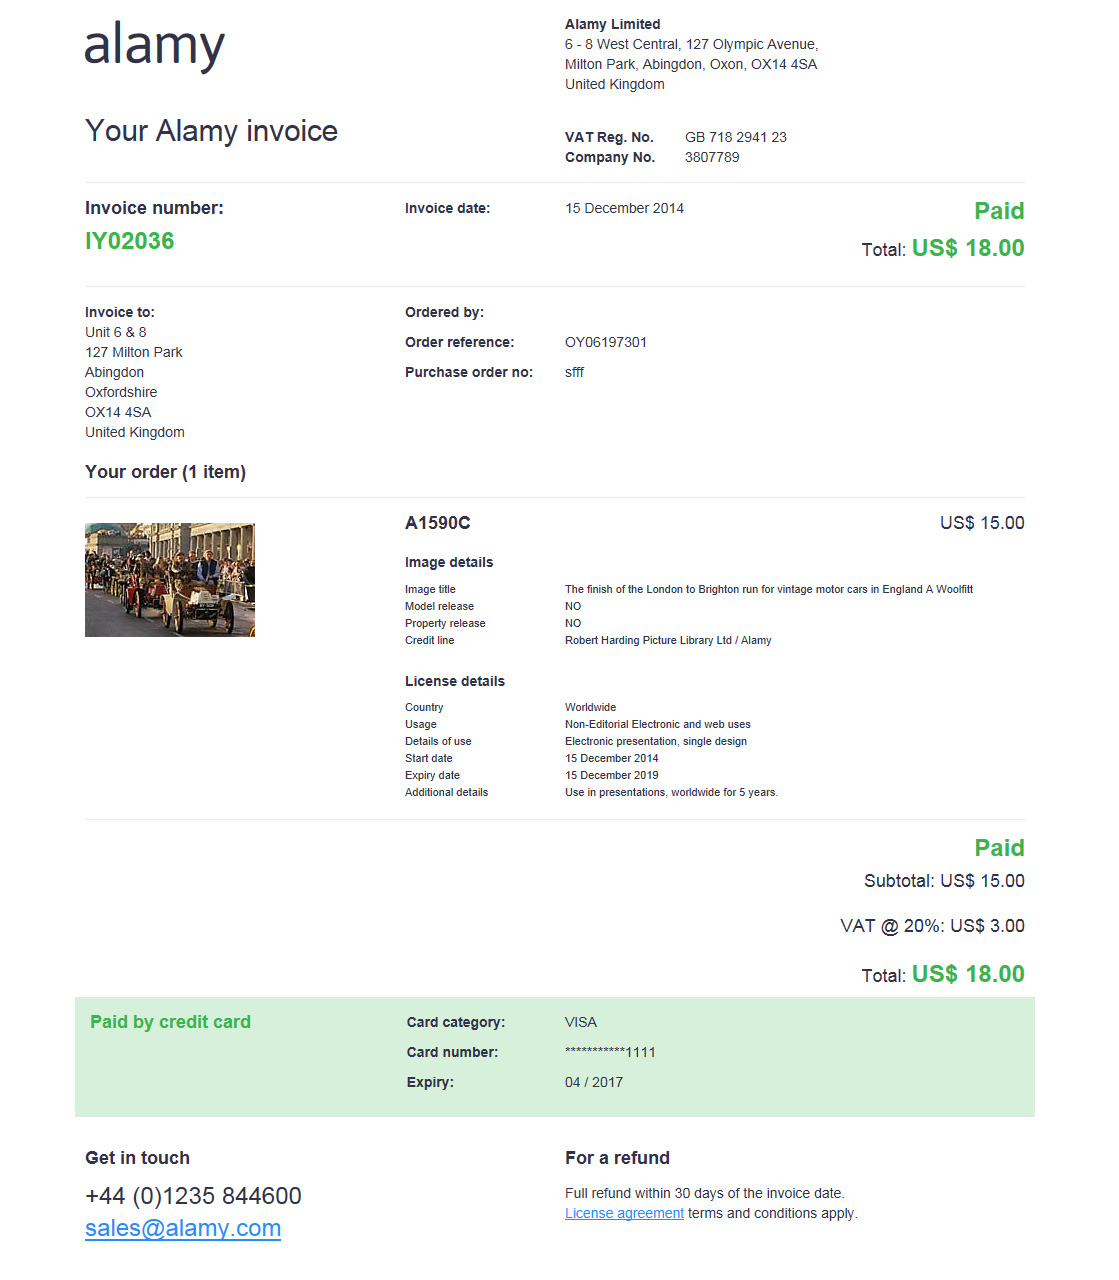 alamy
Alamy Limited
6 - 8 West Central, 127 Olympic Avenue,
Milton Park, Abingdon, Oxon, OX14 4SA
United Kingdom
Your Alamy invoice
VAT Reg. No. GB 718 2941 23
Company No. 3807789
Invoice number:
IY02036
Invoice date: 15 December 2014
Paid
Total: US$ 18.00
Invoice to:
Unit 6 & 8
127 Milton Park
Abingdon
Oxfordshire
OX14 4SA
United Kingdom
Ordered by:
Order reference: OY06197301
Purchase order no: sfff
Your order (1 item)
A1590C US$ 15.00
Image details
Image title The finish of the London to Brighton run for vintage motor cars in England A Woolfitt
Model release NO
Property release NO
Credit line Robert Harding Picture Library Ltd / Alamy
License details
Country Worldwide
Usage Non-Editorial Electronic and web uses
Details of use Electronic presentation, single design
Start date 15 December 2014
Expiry date 15 December 2019
Additional details Use in presentations, worldwide for 5 years.
Paid
Subtotal: US$ 15.00
VAT @ 20%: US$ 3.00
Total: US$ 18.00
Paid by credit card
Card category: VISA
Card number: ***********1111
Expiry: 04 / 2017
Get in touch
+44 (0)1235 844600
sales@alamy.com
For a refund
Full refund within 30 days of the invoice date.
License agreement terms and conditions apply.